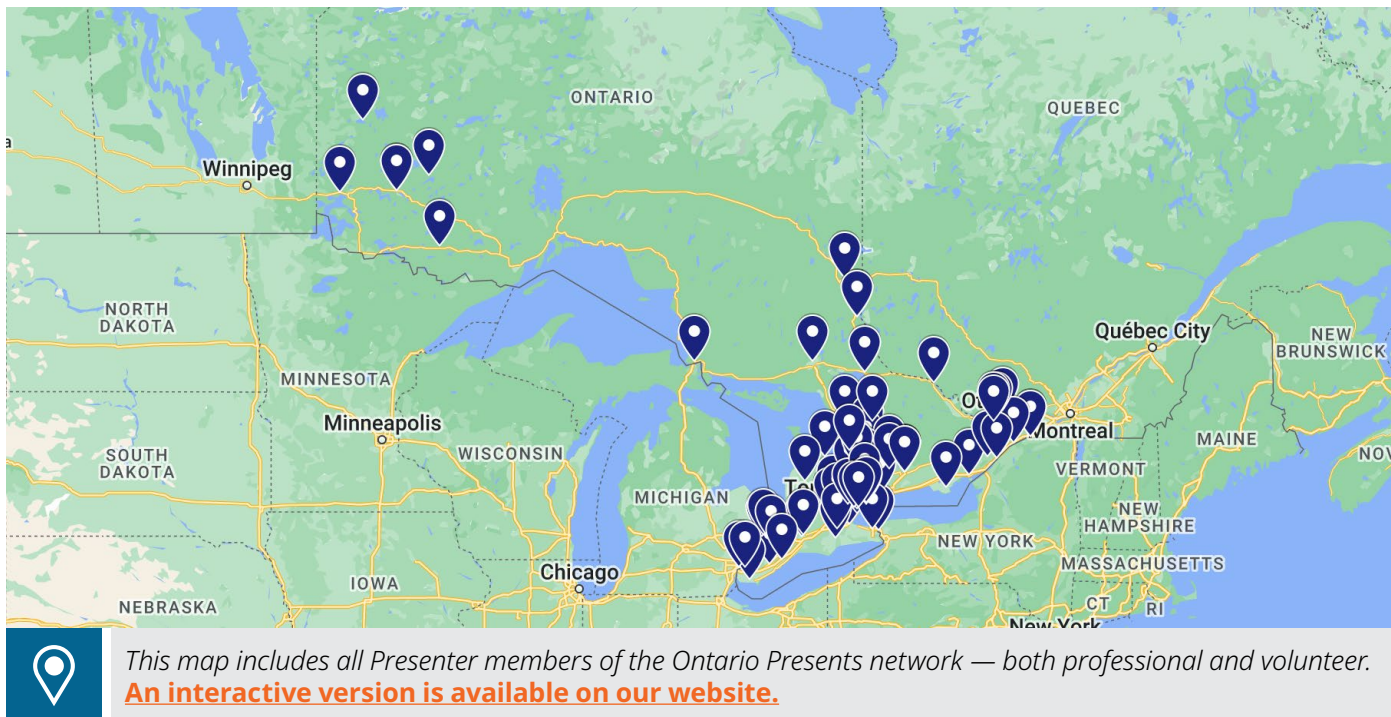 ONTARIO
QUEBEC
Winnipeg
NORTH
DAKOTA
Québec City
NEW
BRUNSWICK
MINNESOTA
Minneapolis
Montreal
WISCONSIN
MAINE
SOUTH
DAKOTA
VERMONT
MICHIGAN
NEW
HAMPSHIRE
NEW YORK
MASSACHUSETTS
Chicago
IOWA
CT
RI
NEBRASKA
New York
This map includes all Presenter members of the Ontario Presents network — both professional and volunteer.
An interactive version is available on our website.